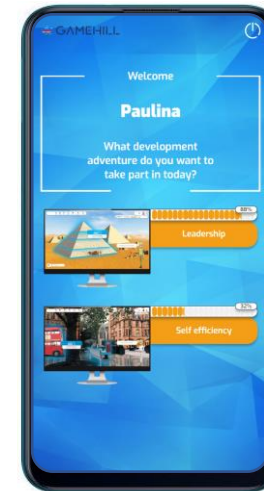 GAMEHILL
Welcome
Paulina
What development
adventure do you want to
take part in today?
88%
Leadership
32%
Self efficiency